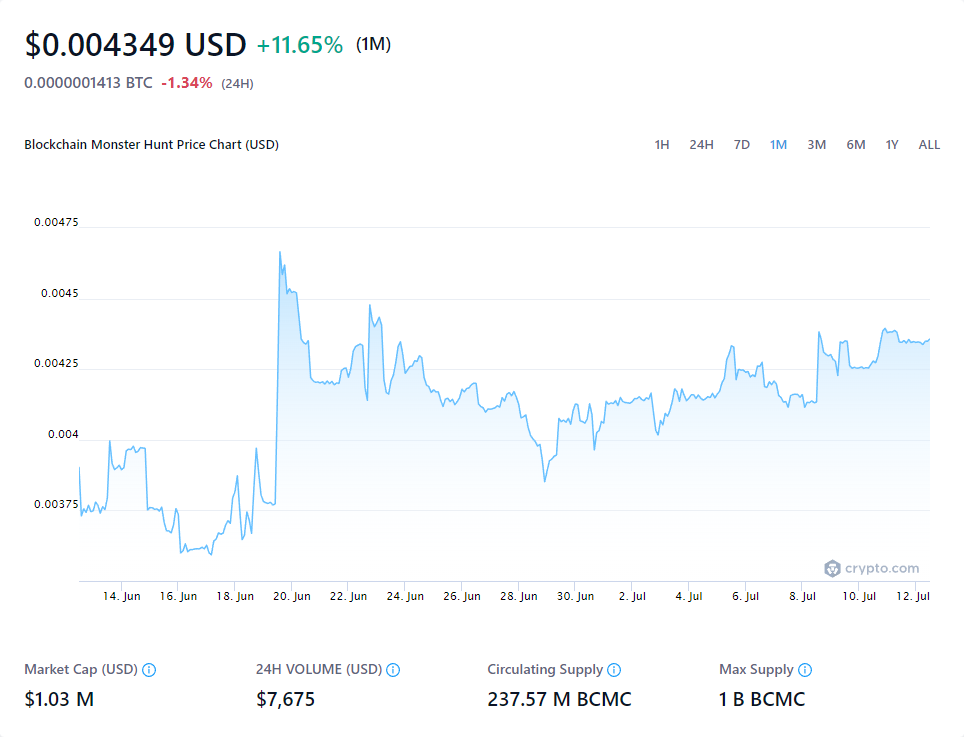 $0.004349 USD +11.65% (1M)
0.0000001413 BTC -1.34% (24H)
Blockchain Monster Hunt Price Chart (USD) 1H 24H 7D 1M 3M 6M 1Y ALL
0.00475
0.0045
0.00425
0.004
0.00375
crypto.com
14. Jun 16. Jun 18. Jun 20. Jun 22. Jun 24. Jun 26. Jun 28. Jun 30. Jun 2. Jul 4. Jul 6. Jul 8. Jul 10. Jul 12. Jul
Market Cap (USD) 24H VOLUME (USD) Circulating Supply Max Supply
$1.03 M $7,675 237.57 M BCMC 1 B BCMC